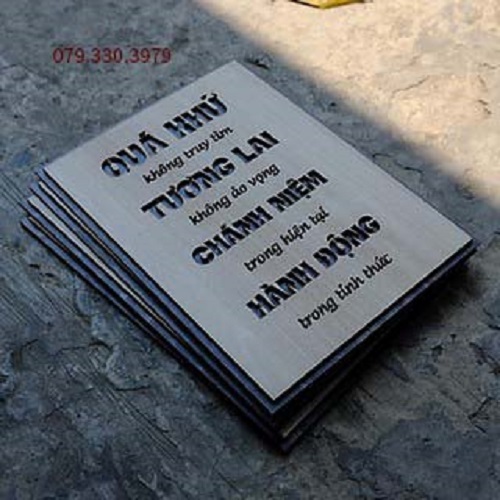 079.330.3979
QUÁ KHỨ
không truy tìm
TƯƠNG LAI
không ảo vọng
CHÁNH NIỆM
trong hiện tại
HÀNH ĐỘNG
trong tỉnh thức